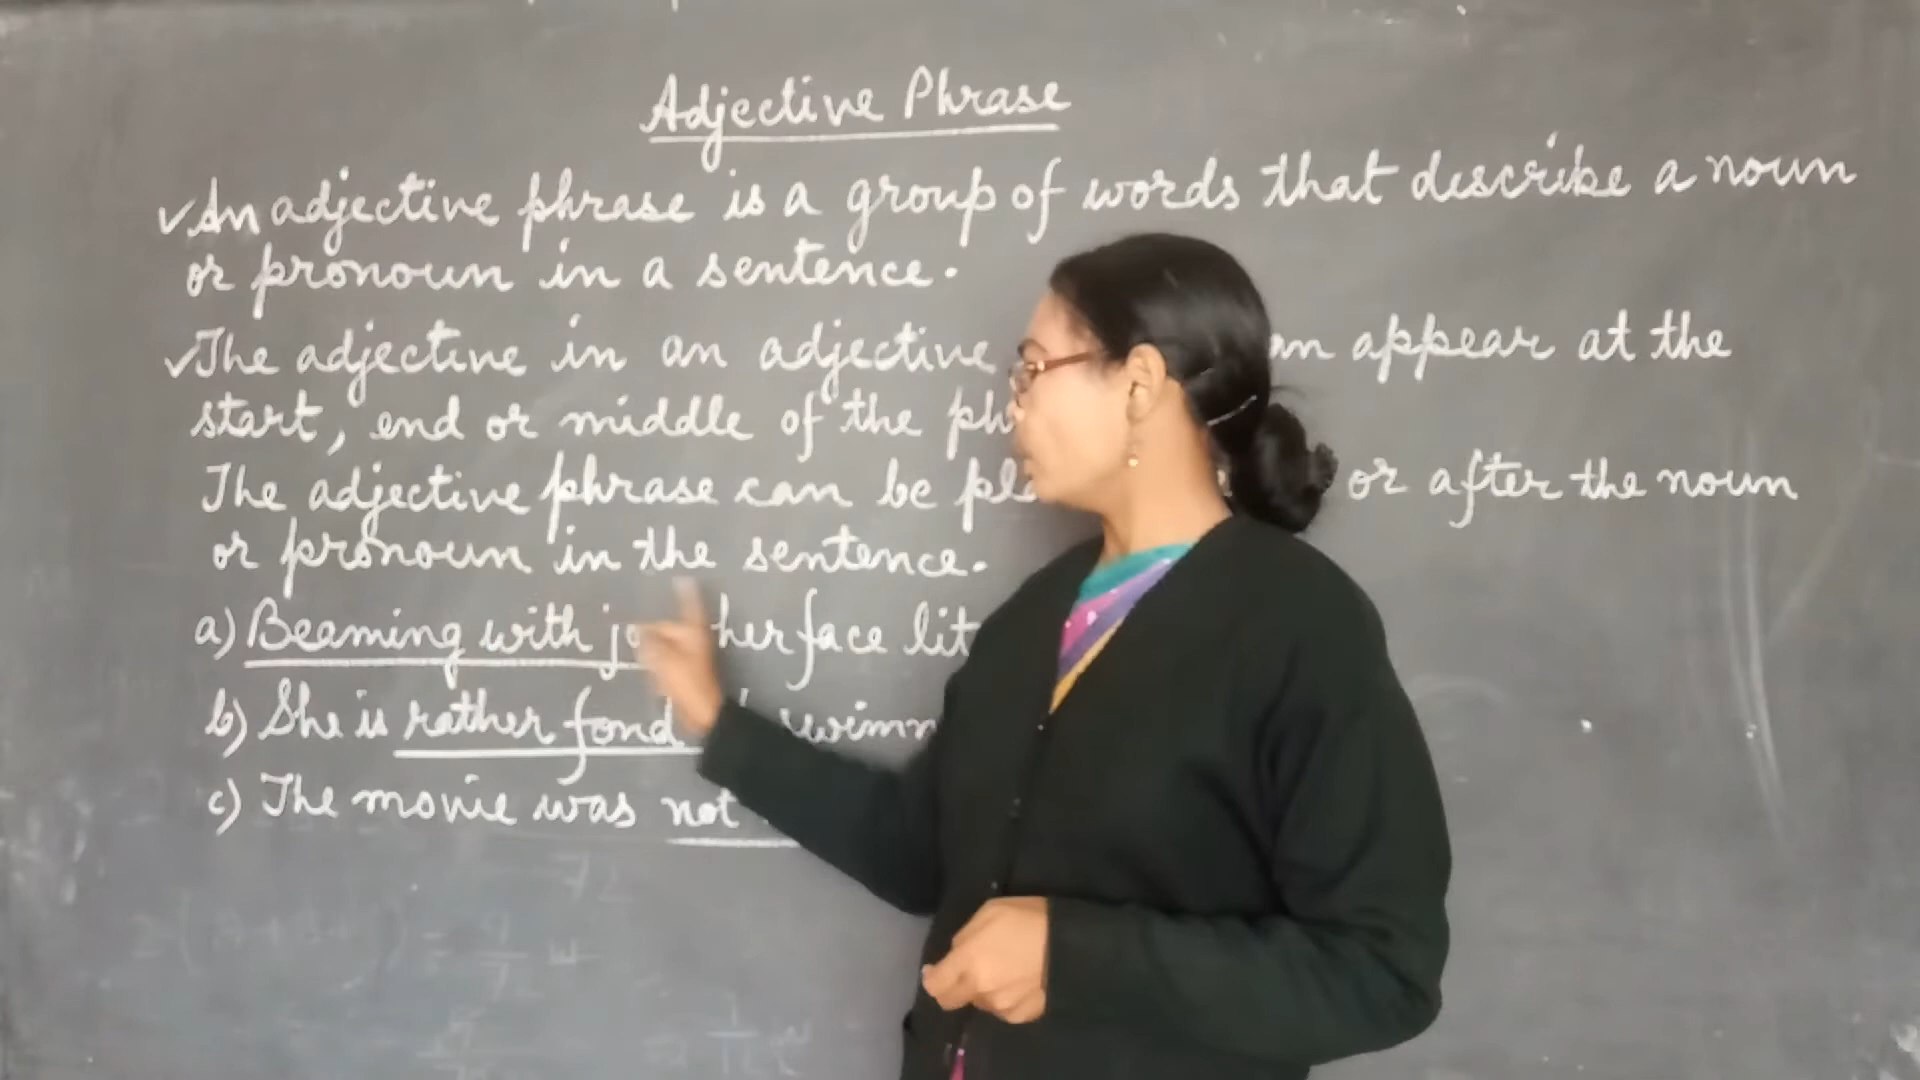 Adjective Phrase
✓An adjective phrase is a group of words that describe a noun
or pronoun in a sentence.
✓The adjective in an adjective appear at the
start, end or middle of the
The adjective phrase can be or after the noun
or pronoun in the sentence.
a) Beaming with her face lit
b) She is rather fond
c) The movie was not